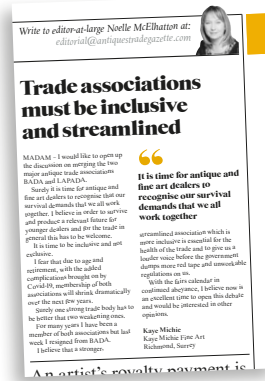 Write to editor-at-large Noelle McElhatton at:
editorial@antiquestradegazette.com
Trade associations
must be inclusive
and streamlined
MADAM – I would like to open up
the discussion on merging the two
major antique trade associations
BADA and LAPADA.
Surely it is time for antique and
fine art dealers to recognise that our
survival demands that we all work
together. I believe in order to survive
and produce a relevant future for
younger dealers and for the trade in
general this has to be welcome.
It is time to be inclusive and not
exclusive.
I fear that due to age and
retirement, with the added
complications brought on by
Covid-19, membership of both
associations will shrink dramatically
over the next few years.
Surely one strong trade body has to
be better that two weakening ones.
For many years I have been a
member of both associations but last
week I resigned from BADA.
I believe that a stronger,
“
It is time for antique and
fine art dealers to
recognise our survival
demands that we all
work together
streamlined association which is
more inclusive is essential for the
health of the trade and to give us a
louder voice before the government
dumps more red tape and unworkable
regulations on us.
With the fairs calendar in
continued abeyance, I believe now is
an excellent time to open this debate
and would be interested in other
opinions.
Kaye Michie
Kaye Michie Fine Art
Richmond, Surrey
An artist's royalty payment is